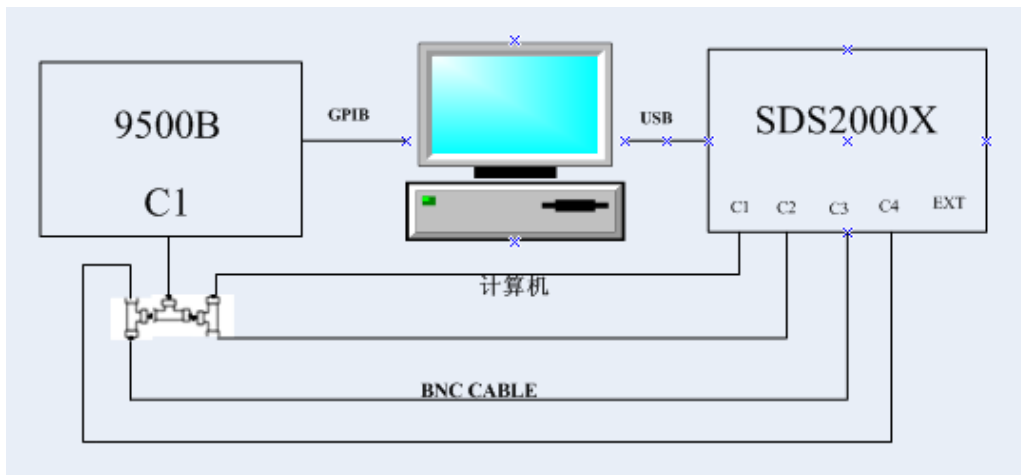 9500B
C1
GPIB
USB
SDS2000X
C1 C2 C3 C4 EXT
计算机
BNC CABLE